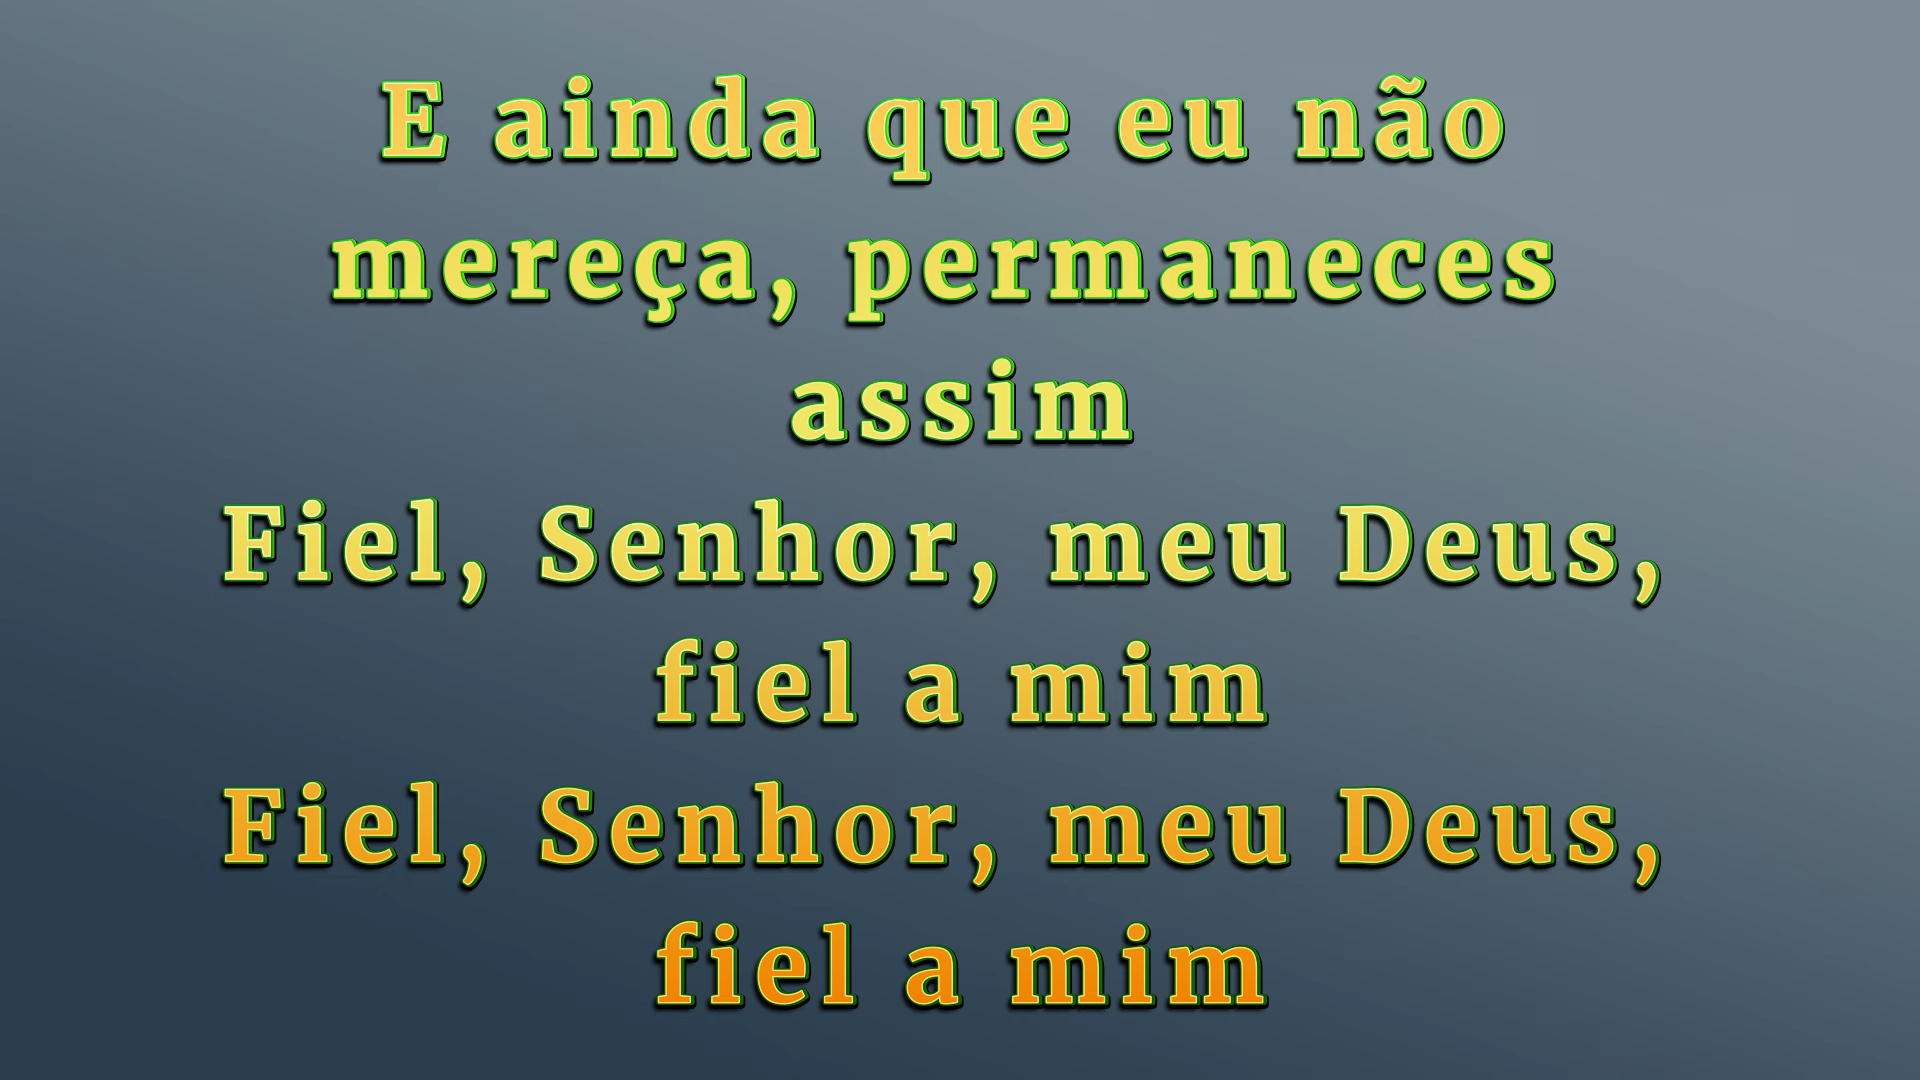 E ainda que eu não
mereça, permaneces
assim
Fiel, Senhor, meu Deus,
fiel a mim
Fiel, Senhor, meu Deus,
fiel a mim